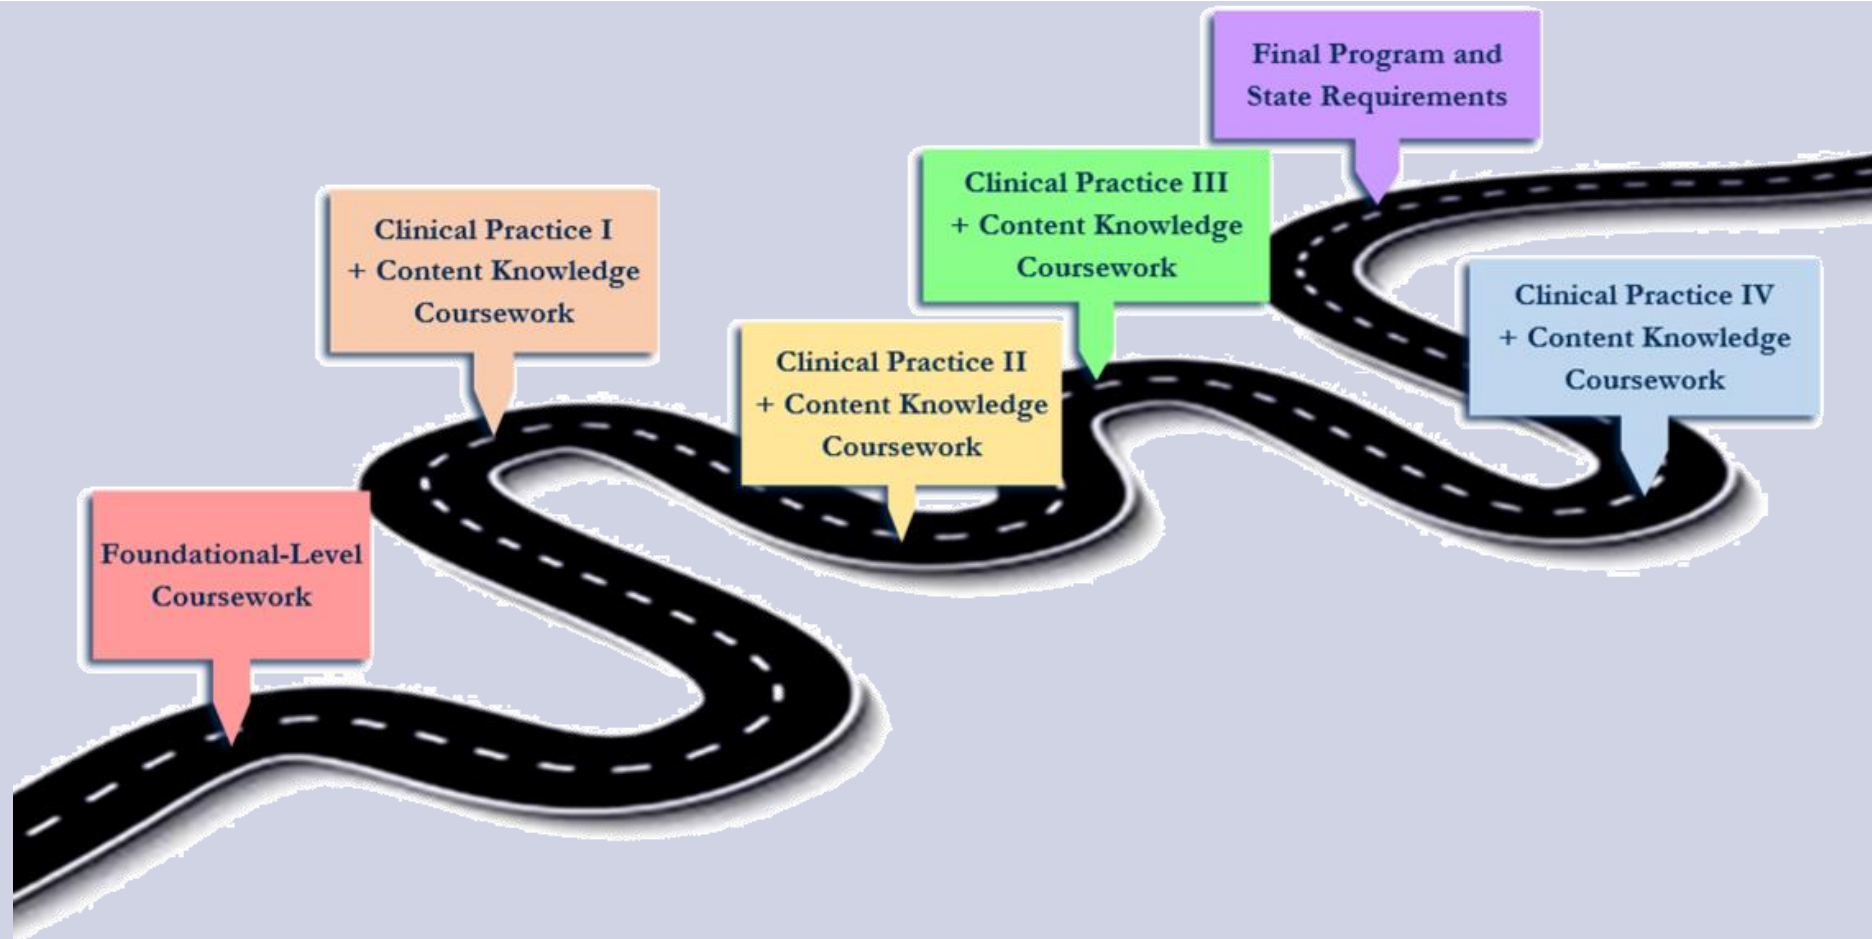 Foundational-Level
Coursework
Clinical Practice I
+ Content Knowledge
Coursework
Clinical Practice II
+ Content Knowledge
Coursework
Clinical Practice III
+ Content Knowledge
Coursework
Clinical Practice IV
+ Content Knowledge
Coursework
Final Program and
State Requirements